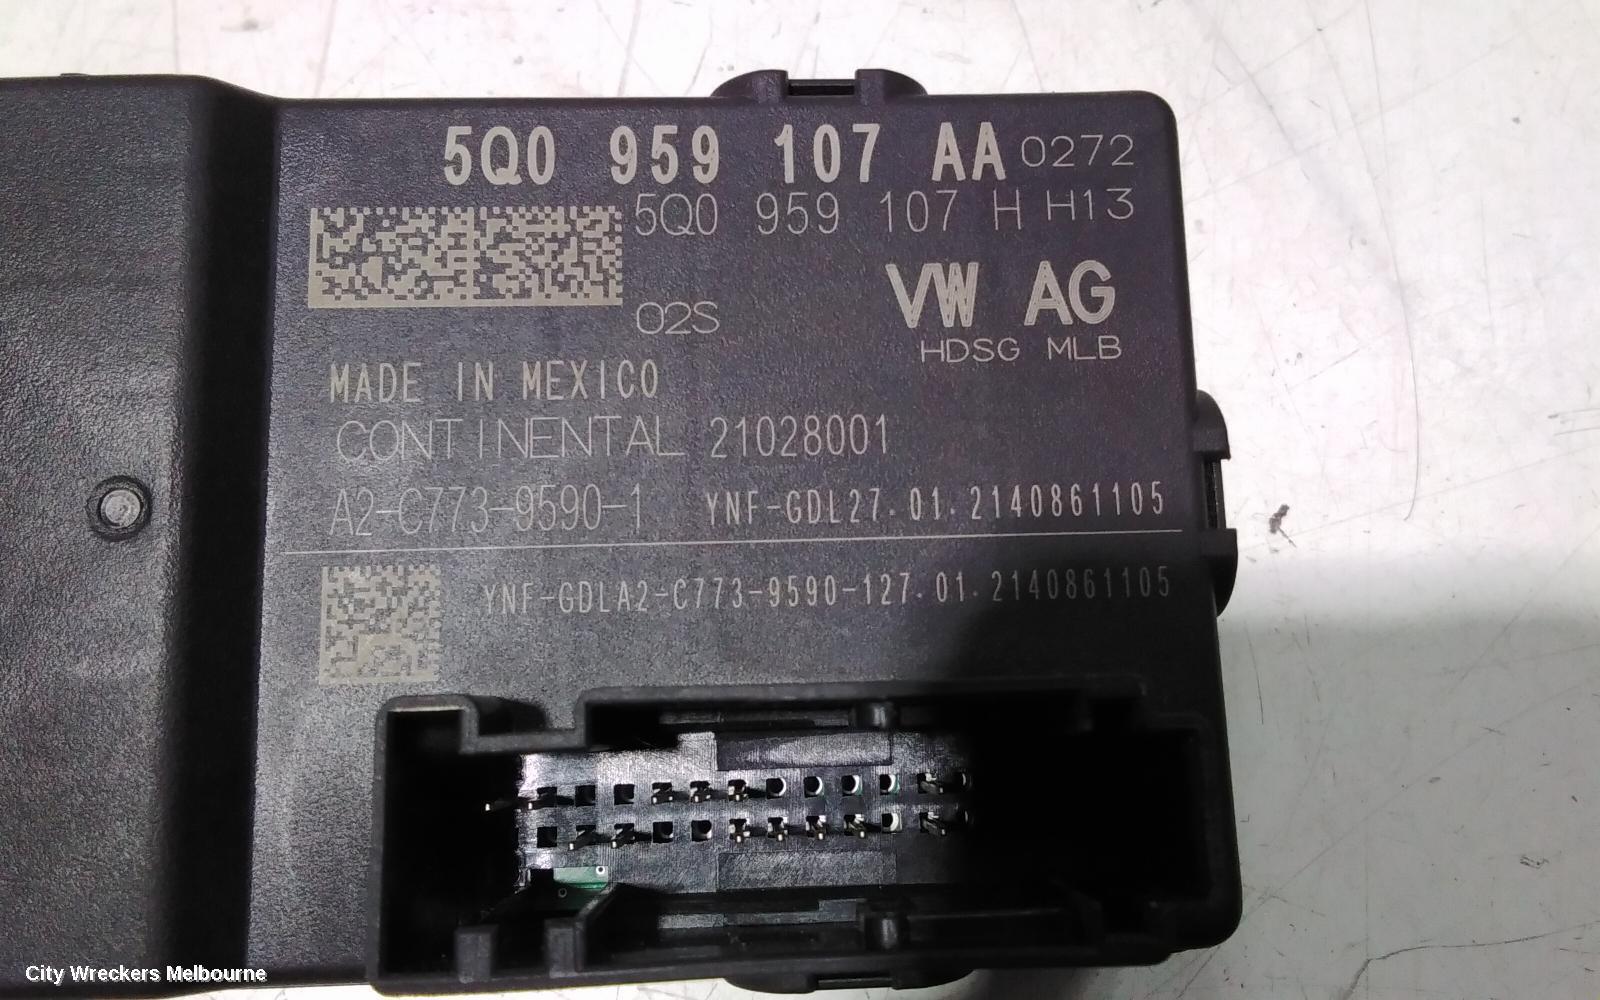 5Q0 959 107 AA 0272
5Q0 959 107 H H13
02S
VW AG
HDSG MLB
MADE IN MEXICO
CONTINENTAL 21028001
A2-C773-9590-1 YNF-GDL27.01.2140861105
YNF-GDLA2-C773-9590-127.01.2140861105
City Wreckers Melbourne